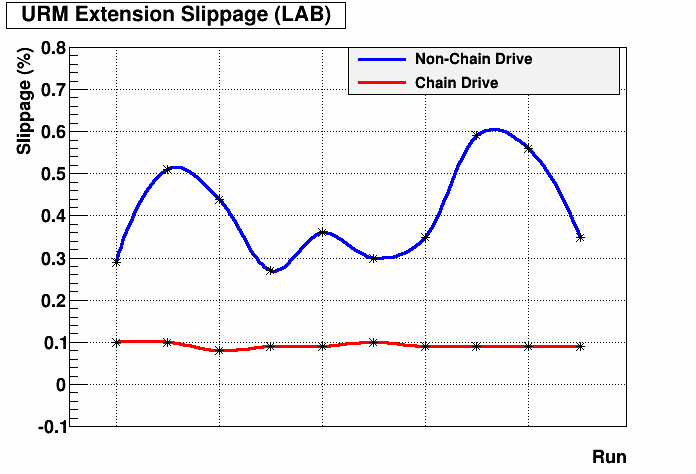 URM Extension Slippage (LAB)
Slippage (%)
Non-Chain Drive
Chain Drive
0.8
0.7
0.6
0.5
0.4
0.3
0.2
0.1
0
-0.1
Run